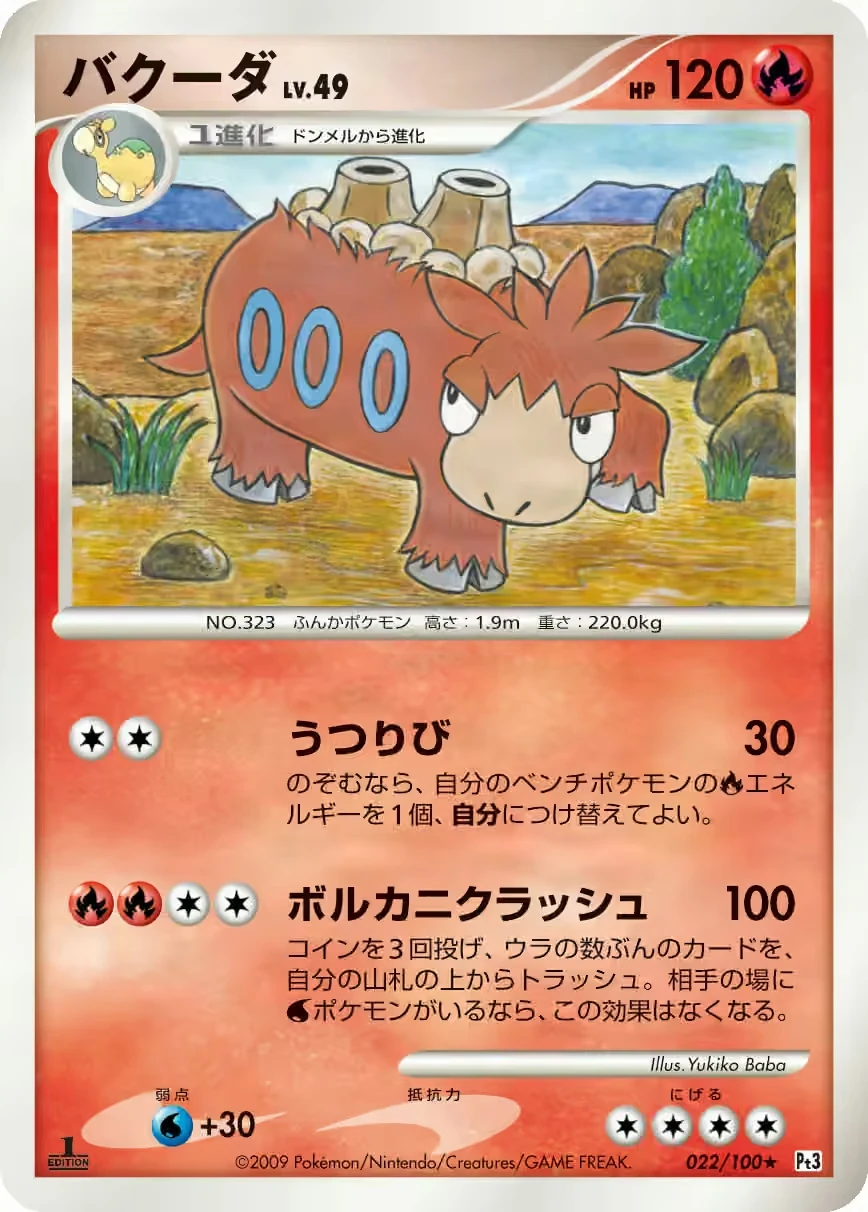 バクーダ LV.49 HP 120
1進化 ドンメルから進化
NO.323 ふんかポケモン 高さ：1.9m 重さ：220.0kg
うつりび 30
のぞむなら、自分のベンチポケモンのエネ
ルギーを1個、自分につけ替えてよい。
ボルカニクラッシュ 100
コインを3回投げ、ウラの数ぶんのカードを、
自分の山札の上からトラッシュ。相手の場に
ポケモンがいるなら、この効果はなくなる。
Illus.Yukiko Baba
弱点 抵抗力 にげる
+30
1 EDITION
©2009 Pokémon/Nintendo/Creatures/GAME FREAK. 022/100★ Pt3